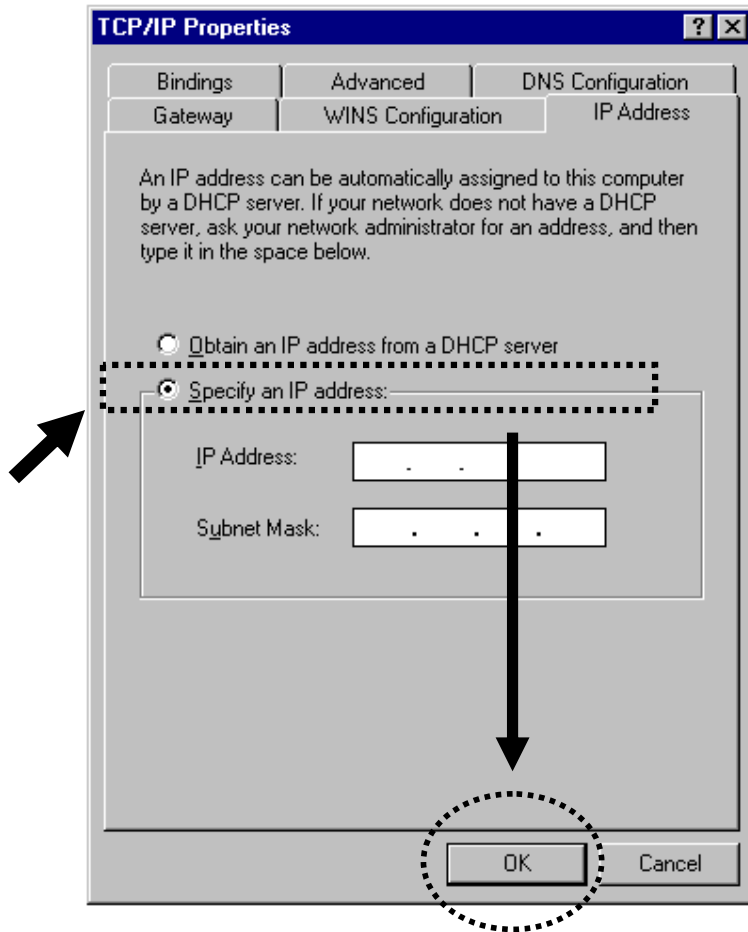 TCP/IP Properties
Bindings Advanced DNS Configuration
Gateway WINS Configuration IP Address
An IP address can be automatically assigned to this computer
by a DHCP server. If your network does not have a DHCP
server, ask your network administrator for an address, and then
type it in the space below.
Obtain an IP address from a DHCP server
Specify an IP address:
IP Address: . .
Subnet Mask: . . .
OK Cancel